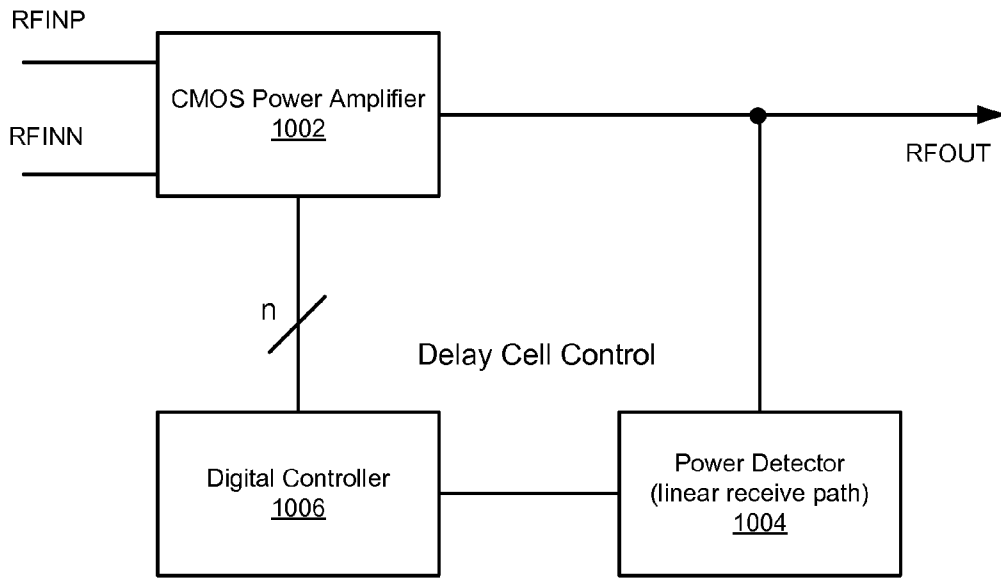 RFINP
CMOS Power Amplifier
1002
RFINN
RFOUT
n
Delay Cell Control
Digital Controller
1006
Power Detector
(linear receive path)
1004